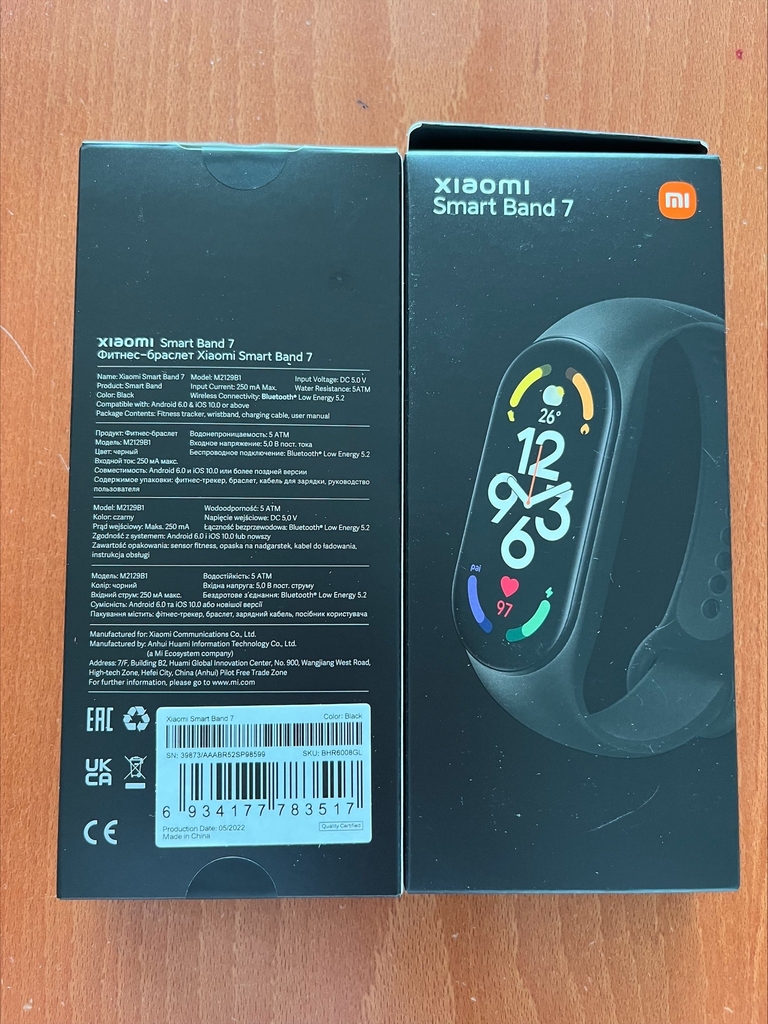 xiaomi Smart Band 7
Фитнес-браслет Xiaomi Smart Band 7
Name: Xiaomi Smart Band 7 Model: M2129B1 Input Voltage: DC 5.0 V
Product: Smart Band Input Current: 250 mA Max. Water Resistance: 5ATM
Color: Black Wireless Connectivity: Bluetooth® Low Energy 5.2
Compatible with: Android 6.0 & iOS 10.0 or above
Package Contents: Fitness tracker, wristband, charging cable, user manual
Продукт: Фитнес-браслет Водонепроницаемость: 5 ATM
Модель: M2129B1 Входное напряжение: 5,0 В пост. тока
Цвет: черный Беспроводное подключение: Bluetooth® Low Energy 5.2
Входной ток: 250 мА макс.
Совместимость: Android 6.0 и iOS 10.0 или более поздней версии
Содержимое упаковки: фитнес-трекер, браслет, кабель для зарядки, руководство
пользователя
Model: M2129B1 Wodoodporność: 5 ATM
Kolor: czarny Napięcie wejściowe: DC 5,0 V
Prąd wejściowy: Maks. 250 mA Łączność bezprzewodowa: Bluetooth® Low Energy 5.2
Zgodność z systemem: Android 6.0 i iOS 10.0 lub nowszy
Zawartość opakowania: sensor fitness, opaska na nadgarstek, kabel do ładowania,
instrukcja obsługi
Модель: M2129B1 Водостійкість: 5 ATM
Колір: чорний Вхідна напруга: 5,0 В пост. струму
Вхідний струм: 250 мА макс. Бездротове з'єднання: Bluetooth® Low Energy 5.2
Сумісність: Android 6.0 та iOS 10.0 або новішої версії
Пакування містить: фітнес-трекер, браслет, зарядний кабель, посібник користувача
Manufactured for: Xiaomi Communications Co., Ltd.
Manufactured by: Anhui Huami Information Technology Co., Ltd.
(a Mi Ecosystem company)
Address: 7/F, Building B2, Huami Global Innovation Center, No. 900, Wangjiang West Road,
High-tech Zone, Hefei City, China (Anhui) Pilot Free Trade Zone
For further information, please go to www.mi.com
EAC
UK
CA
CE
Xiaomi Smart Band 7 Color: Black
SN: 39873/AAABR52SP98599 SKU: BHR6008GL
6 934177 783517
Production Date: 05/2022 Quality Certified
Made in China
xiaomi
Smart Band 7
mi
26°
12
9 3
6
PAI
97